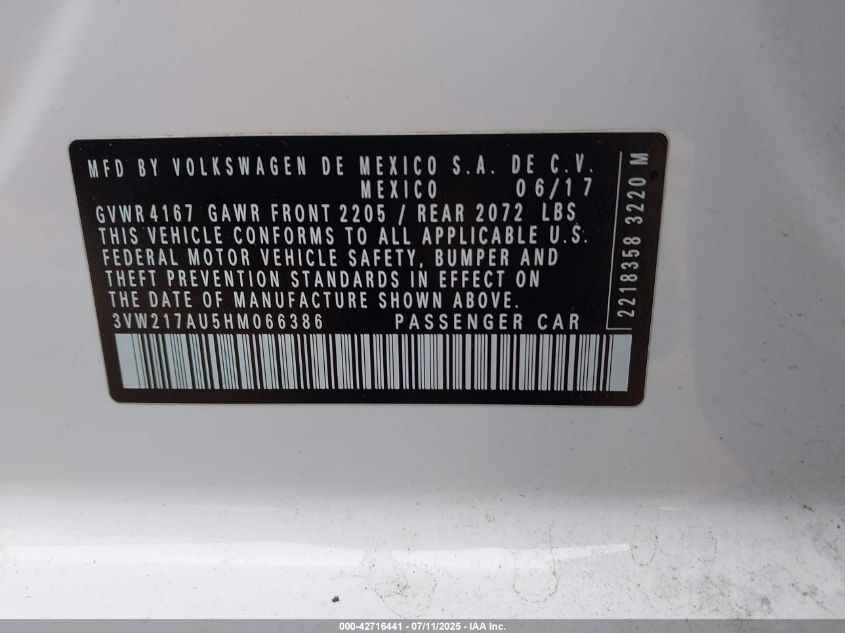 MFD BY VOLKSWAGEN DE MEXICO S.A. DE C.V.
MEXICO 06/17
GVWR 4167 GAWR FRONT 2205 / REAR 2072 LBS
THIS VEHICLE CONFORMS TO ALL APPLICABLE U.S.
FEDERAL MOTOR VEHICLE SAFETY, BUMPER AND
THEFT PREVENTION STANDARDS IN EFFECT ON
THE DATE OF MANUFACTURE SHOWN ABOVE.
3VW217AU5HM066386 PASSENGER CAR
2218358 3220 M
000-42716441 - 07/11/2025 - IAA Inc.